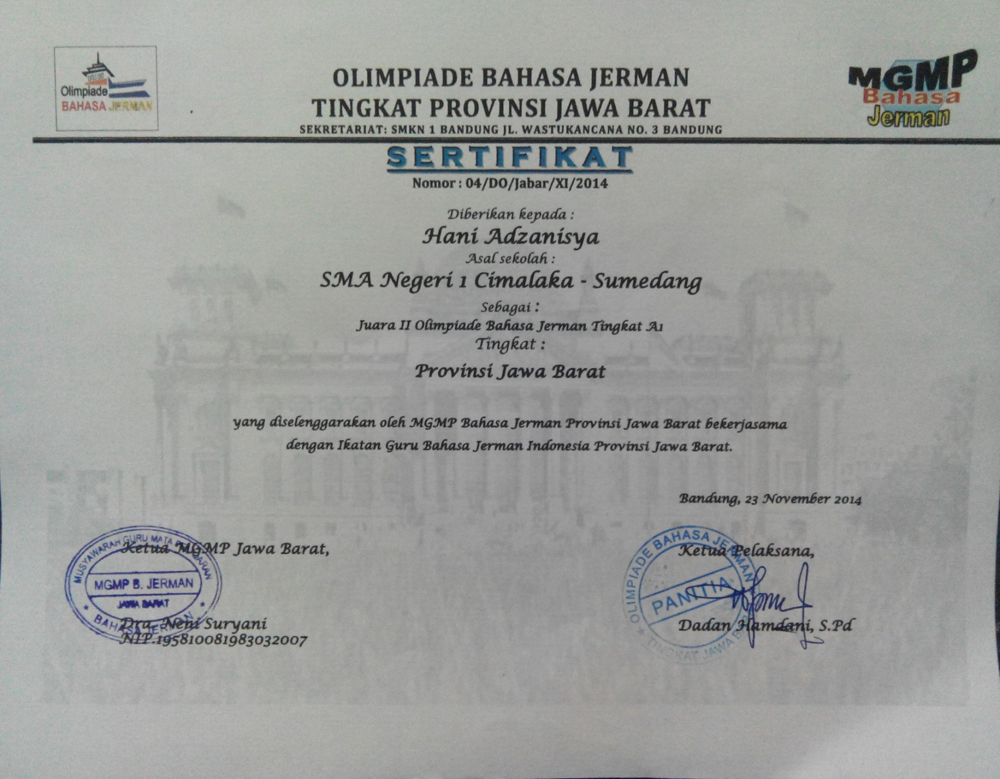 Olimpiade
BAHASA JERMAN
OLIMPIADE BAHASA JERMAN
TINGKAT PROVINSI JAWA BARAT
SEKRETARIAT: SMKN 1 BANDUNG JL. WASTUKANCANA NO. 3 BANDUNG
MGMP
Bahasa
Jerman
SERTIFIKAT
Nomor : 04/DO/Jabar/XI/2014
Diberikan kepada :
Hani Adzanisya
Asal sekolah :
SMA Negeri 1 Cimalaka - Sumedang
Sebagai :
Juara II Olimpiade Bahasa Jerman Tingkat A1
Tingkat :
Provinsi Jawa Barat
yang diselenggarakan oleh MGMP Bahasa Jerman Provinsi Jawa Barat bekerjasama
dengan Ikatan Guru Bahasa Jerman Indonesia Provinsi Jawa Barat.
Bandung, 23 November 2014
Ketua MGMP Jawa Barat,
MUSYAWARAH GURU MATA
MGMP B. JERMAN
JAWA BARAT
BAHASA JERMAN
Dra. Neni Suryani
NIP.195810081983032007
Ketua Pelaksana,
OLIMPIADE BAHASA JERMAN
PANITIA
TINGKAT JAWA
Dadan Hamdani, S.Pd